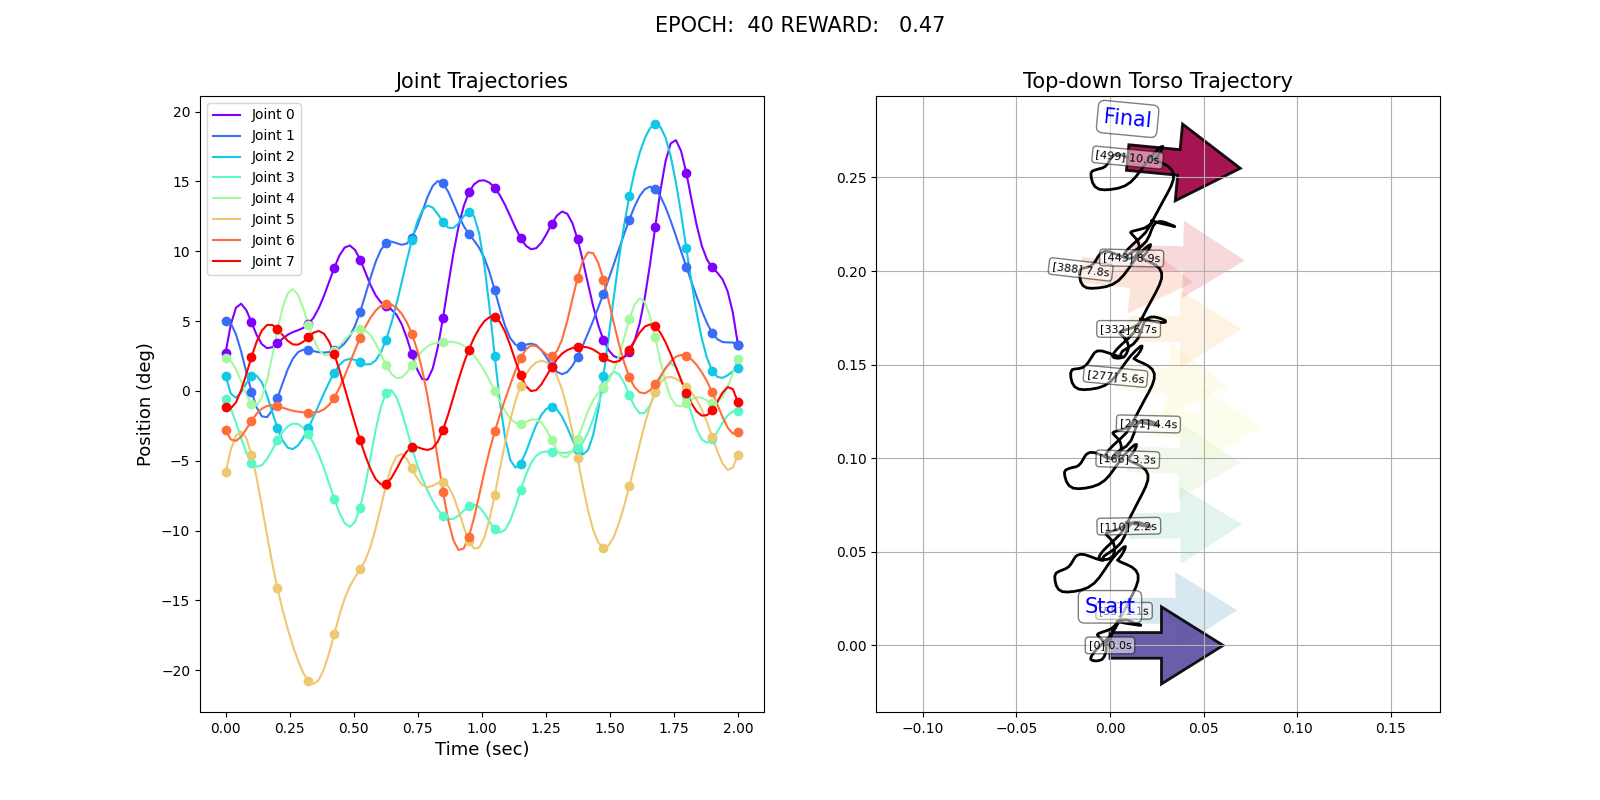 EPOCH:  40 REWARD:   0.47
Joint Trajectories
Joint 0
Joint 1
Joint 2
Joint 3
Joint 4
Joint 5
Joint 6
Joint 7
20
15
10
5
0
−5
−10
−15
−20
Position (deg)
0.00 0.25 0.50 0.75 1.00 1.25 1.50 1.75 2.00
Time (sec)
Top-down Torso Trajectory
Final
[499] 10.0s
[443] 8.9s
[388] 7.8s
[332] 6.7s
[277] 5.6s
[221] 4.4s
[166] 3.3s
[110] 2.2s
Start
[0] 0.0s
0.25
0.20
0.15
0.10
0.05
0.00
−0.10 −0.05 0.00 0.05 0.10 0.15